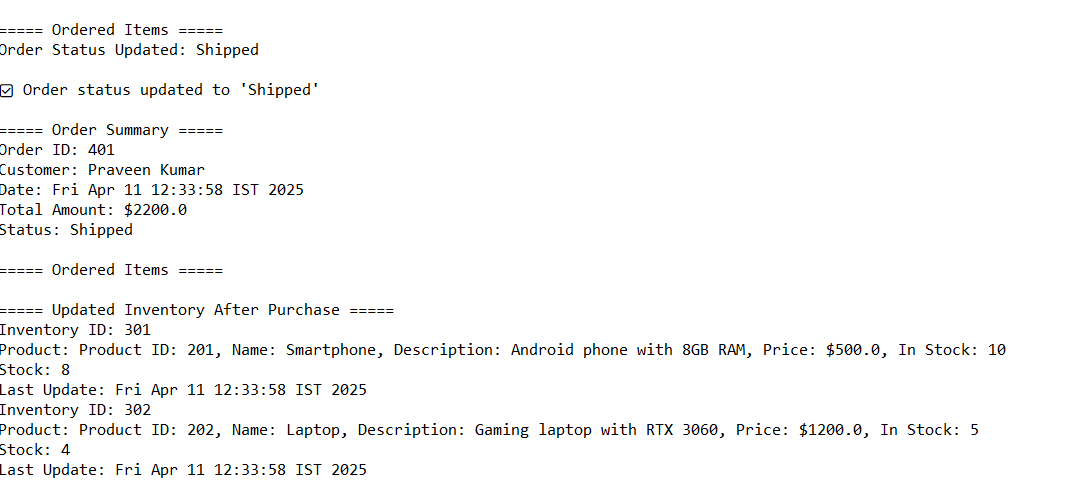 ===== Ordered Items =====
Order Status Updated: Shipped
☑ Order status updated to 'Shipped'
===== Order Summary =====
Order ID: 401
Customer: Praveen Kumar
Date: Fri Apr 11 12:33:58 IST 2025
Total Amount: $2200.0
Status: Shipped
===== Ordered Items =====
===== Updated Inventory After Purchase =====
Inventory ID: 301
Product: Product ID: 201, Name: Smartphone, Description: Android phone with 8GB RAM, Price: $500.0, In Stock: 10
Stock: 8
Last Update: Fri Apr 11 12:33:58 IST 2025
Inventory ID: 302
Product: Product ID: 202, Name: Laptop, Description: Gaming laptop with RTX 3060, Price: $1200.0, In Stock: 5
Stock: 4
Last Update: Fri Apr 11 12:33:58 IST 2025